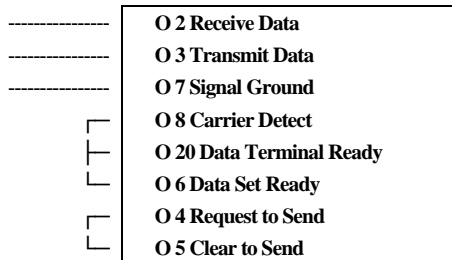 O 2 Receive Data
O 3 Transmit Data
O 7 Signal Ground
O 8 Carrier Detect
O 20 Data Terminal Ready
O 6 Data Set Ready
O 4 Request to Send
O 5 Clear to Send